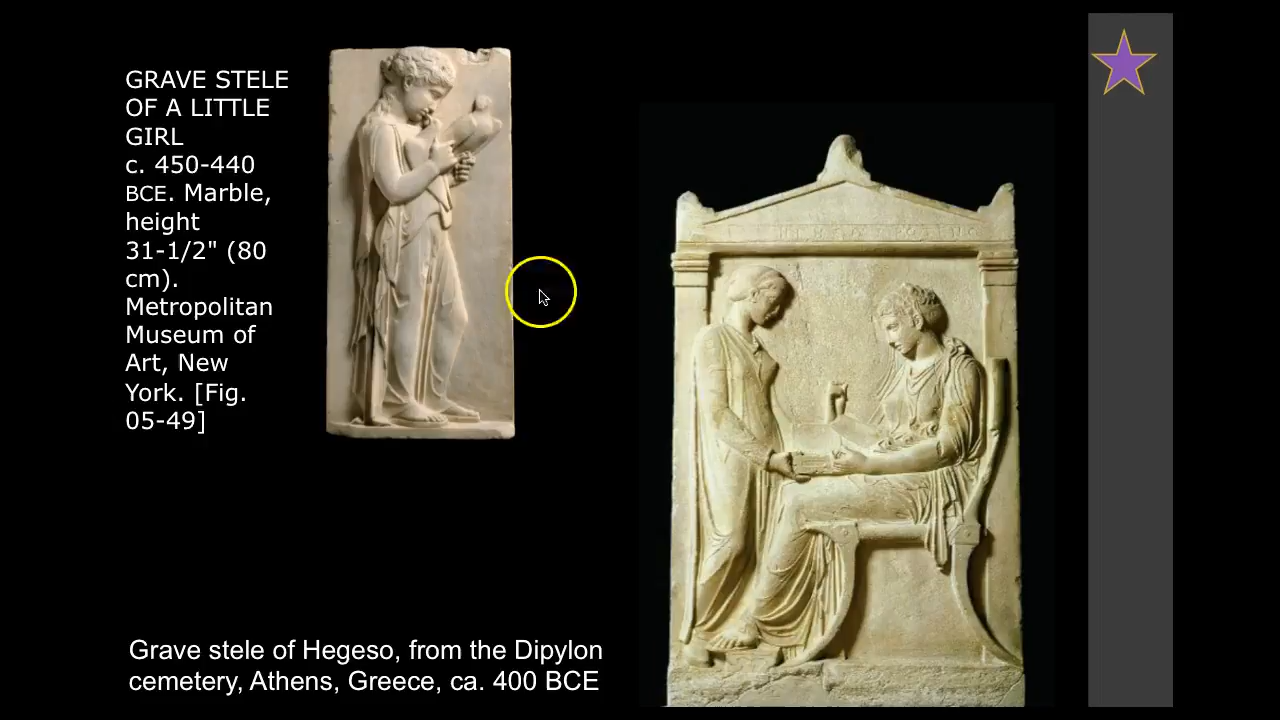 GRAVE STELE
OF A LITTLE
GIRL
c. 450-440
BCE. Marble,
height
31-1/2" (80
cm).
Metropolitan
Museum of
Art, New
York. [Fig.
05-49]
Grave stele of Hegeso, from the Dipylon
cemetery, Athens, Greece, ca. 400 BCE